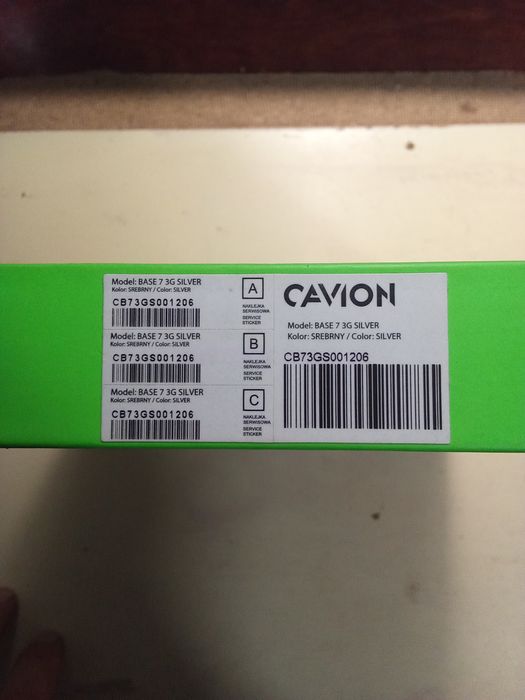 Model: BASE 7 3G SILVER
Kolor: SREBRNY / Color: SILVER
CB73GS001206
A
NAKLEJKA
SERWISOWA
SERVICE
STICKER
Model: BASE 7 3G SILVER
Kolor: SREBRNY / Color: SILVER
CB73GS001206
B
NAKLEJKA
SERWISOWA
SERVICE
STICKER
Model: BASE 7 3G SILVER
Kolor: SREBRNY / Color: SILVER
CB73GS001206
C
NAKLEJKA
SERWISOWA
SERVICE
STICKER
CAVION
Model: BASE 7 3G SILVER
Kolor: SREBRNY / Color: SILVER
CB73GS001206